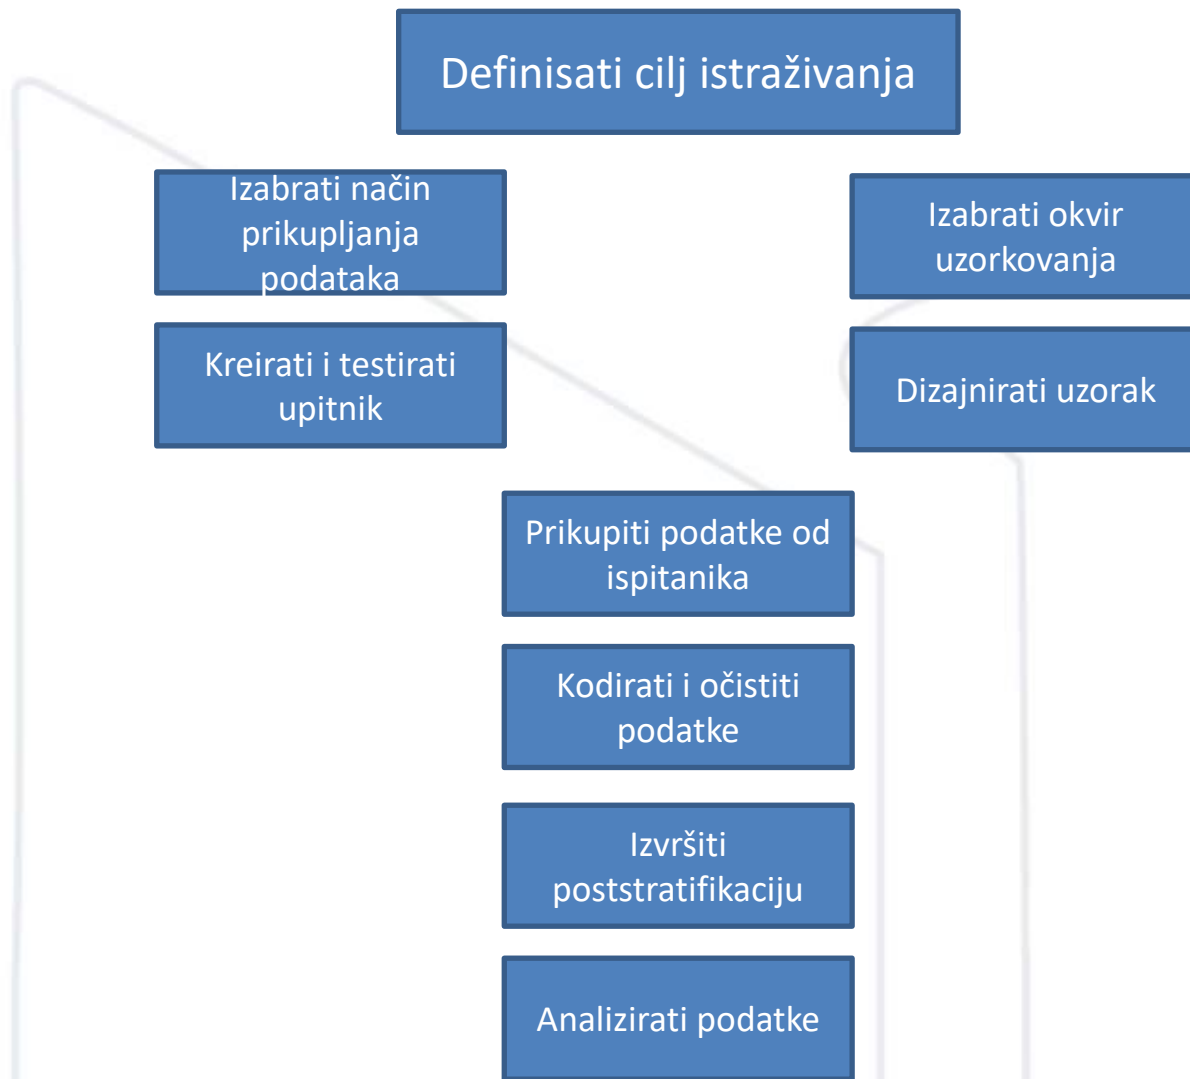 Definisati cilj istraživanja
Izabrati način
prikupljanja
podataka
Izabrati okvir
uzorkovanja
Kreirati i testirati
upitnik
Dizajnirati uzorak
Prikupiti podatke od
ispitanika
Kodirati i očistiti
podatke
Izvršiti
poststratifikaciju
Analizirati podatke